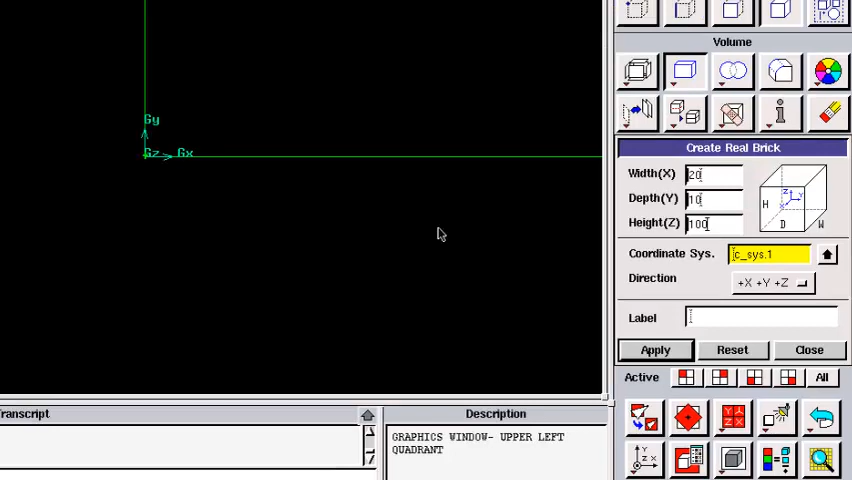 Volume
Gy
Gz Gx
Create Real Brick
Width(X) 20
Depth(Y) 10
Height(Z) 100
Z
Y
X
H
D
W
Coordinate Sys. c_sys.1
Direction +X +Y +Z
Label
Apply Reset Close
Active All
Transcript
Description
GRAPHICS WINDOW- UPPER LEFT
QUADRANT